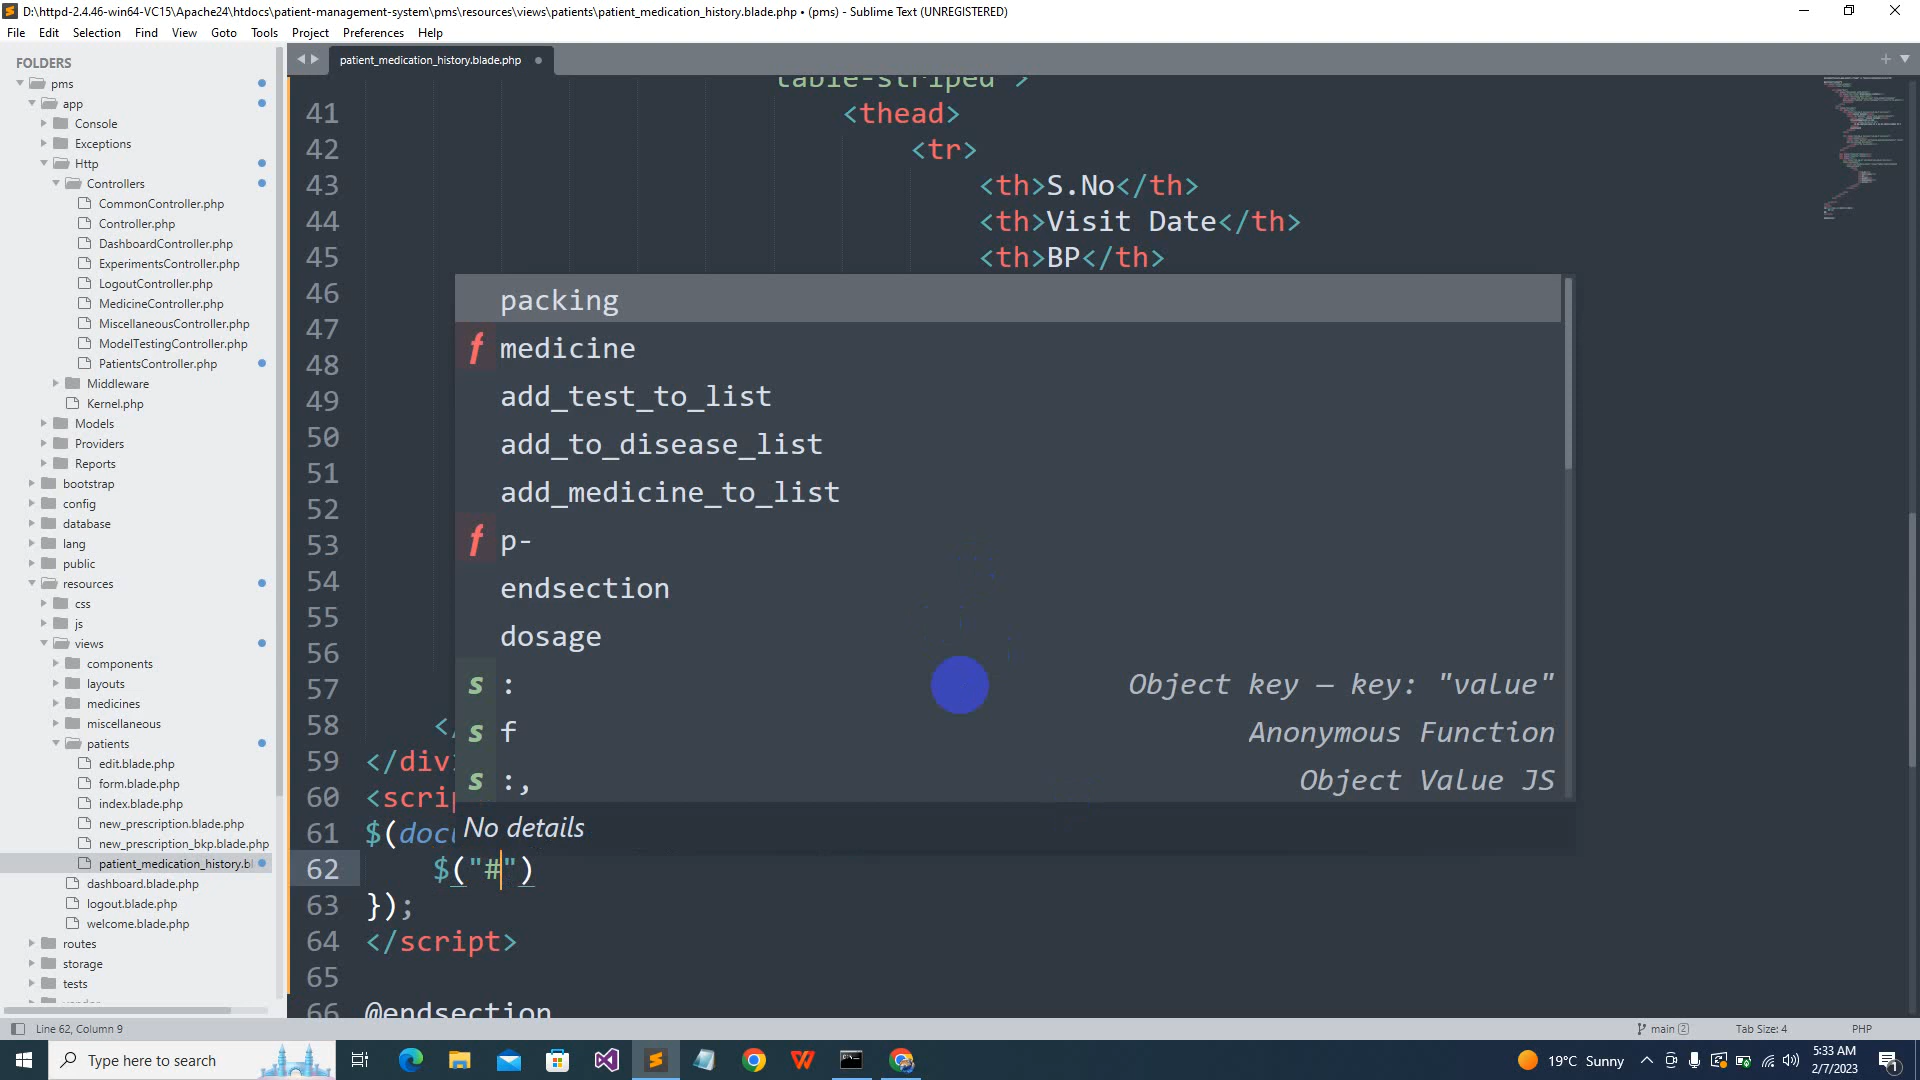 D:\httpd-2.4.46-win64-VC15\Apache24\htdocs\patient-management-system\pms\resources\views\patients\patient_medication_history.blade.php • (pms) - Sublime Text (UNREGISTERED)
File Edit Selection Find View Goto Tools Project Preferences Help
FOLDERS
pms
app
Console
Exceptions
Http
Controllers
CommonController.php
Controller.php
DashboardController.php
ExperimentsController.php
LogoutController.php
MedicineController.php
MiscellaneousController.php
ModelTestingController.php
PatientsController.php
Middleware
Kernel.php
Models
Providers
Reports
bootstrap
config
database
lang
public
resources
css
js
views
components
layouts
medicines
miscellaneous
patients
edit.blade.php
form.blade.php
index.blade.php
new_prescription.blade.php
new_prescription_bkp.blade.php
patient_medication_history.bl
dashboard.blade.php
logout.blade.php
welcome.blade.php
routes
storage
tests
patient_medication_history.blade.php
table-striped">
41 <thead>
42 <tr>
43 <th>S.No</th>
44 <th>Visit Date</th>
45 <th>BP</th>
46
47
48
49
50
51
52
53
54
55
56
57
58 </
59 </div
60 <scrip
61 $(docu
62 $("#")
63 });
64 </script>
65
66 @endsection
packing
f medicine
add_test_to_list
add_to_disease_list
add_medicine_to_list
f p-
endsection
dosage
s : Object key — key: "value"
s f Anonymous Function
s :, Object Value JS
No details
Line 62, Column 9 main 2 Tab Size: 4 PHP
Type here to search
19°C Sunny
5:33 AM
2/7/2023
1